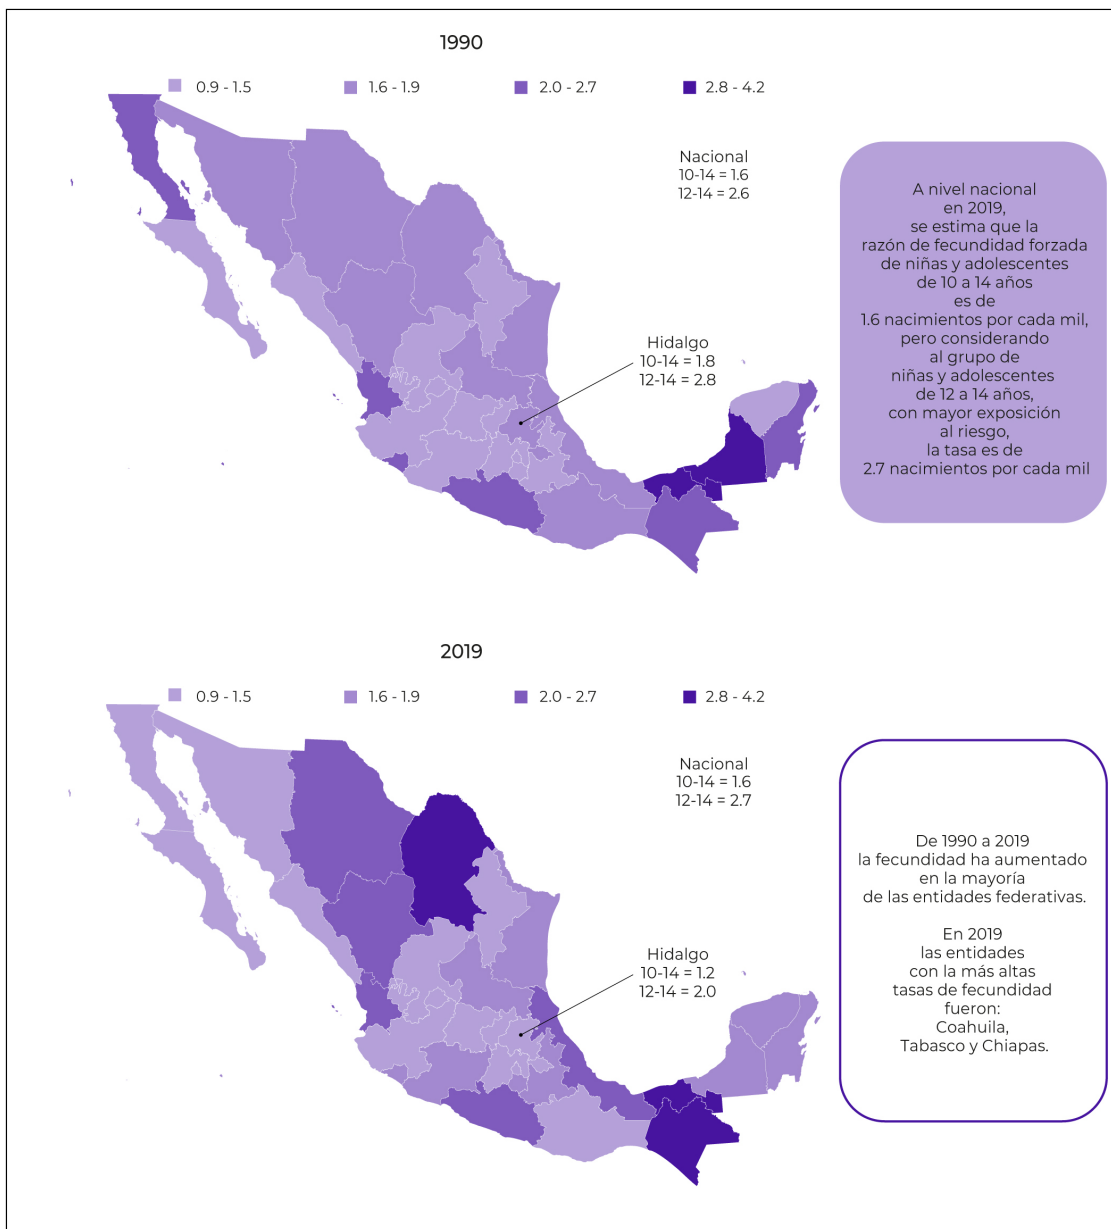 1990
0.9 - 1.5
1.6 - 1.9
2.0 - 2.7
2.8 - 4.2
Nacional
10-14 = 1.6
12-14 = 2.6
Hidalgo
10-14 = 1.8
12-14 = 2.8
A nivel nacional
en 2019,
se estima que la
razón de fecundidad forzada
de niñas y adolescentes
de 10 a 14 años
es de
1.6 nacimientos por cada mil,
pero considerando
al grupo de
niñas y adolescentes
de 12 a 14 años,
con mayor exposición
al riesgo,
la tasa es de
2.7 nacimientos por cada mil
2019
0.9 - 1.5
1.6 - 1.9
2.0 - 2.7
2.8 - 4.2
Nacional
10-14 = 1.6
12-14 = 2.7
Hidalgo
10-14 = 1.2
12-14 = 2.0
De 1990 a 2019
la fecundidad ha aumentado
en la mayoría
de las entidades federativas.
En 2019
las entidades
con la más altas
tasas de fecundidad
fueron:
Coahuila,
Tabasco y Chiapas.